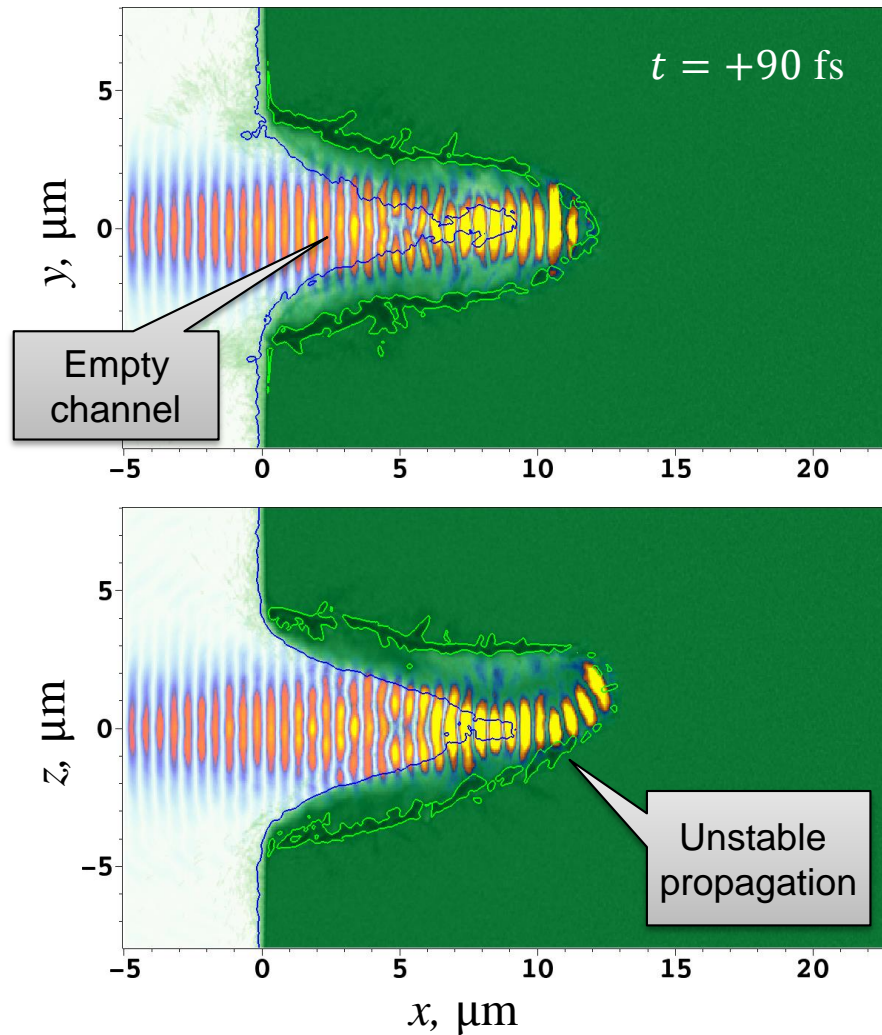 t = +90 fs
y, μm
5
0
Empty
channel
−5 0 5 10 15 20
z, μm
5
0
−5
Unstable
propagation
−5 0 5 10 15 20
x, μm